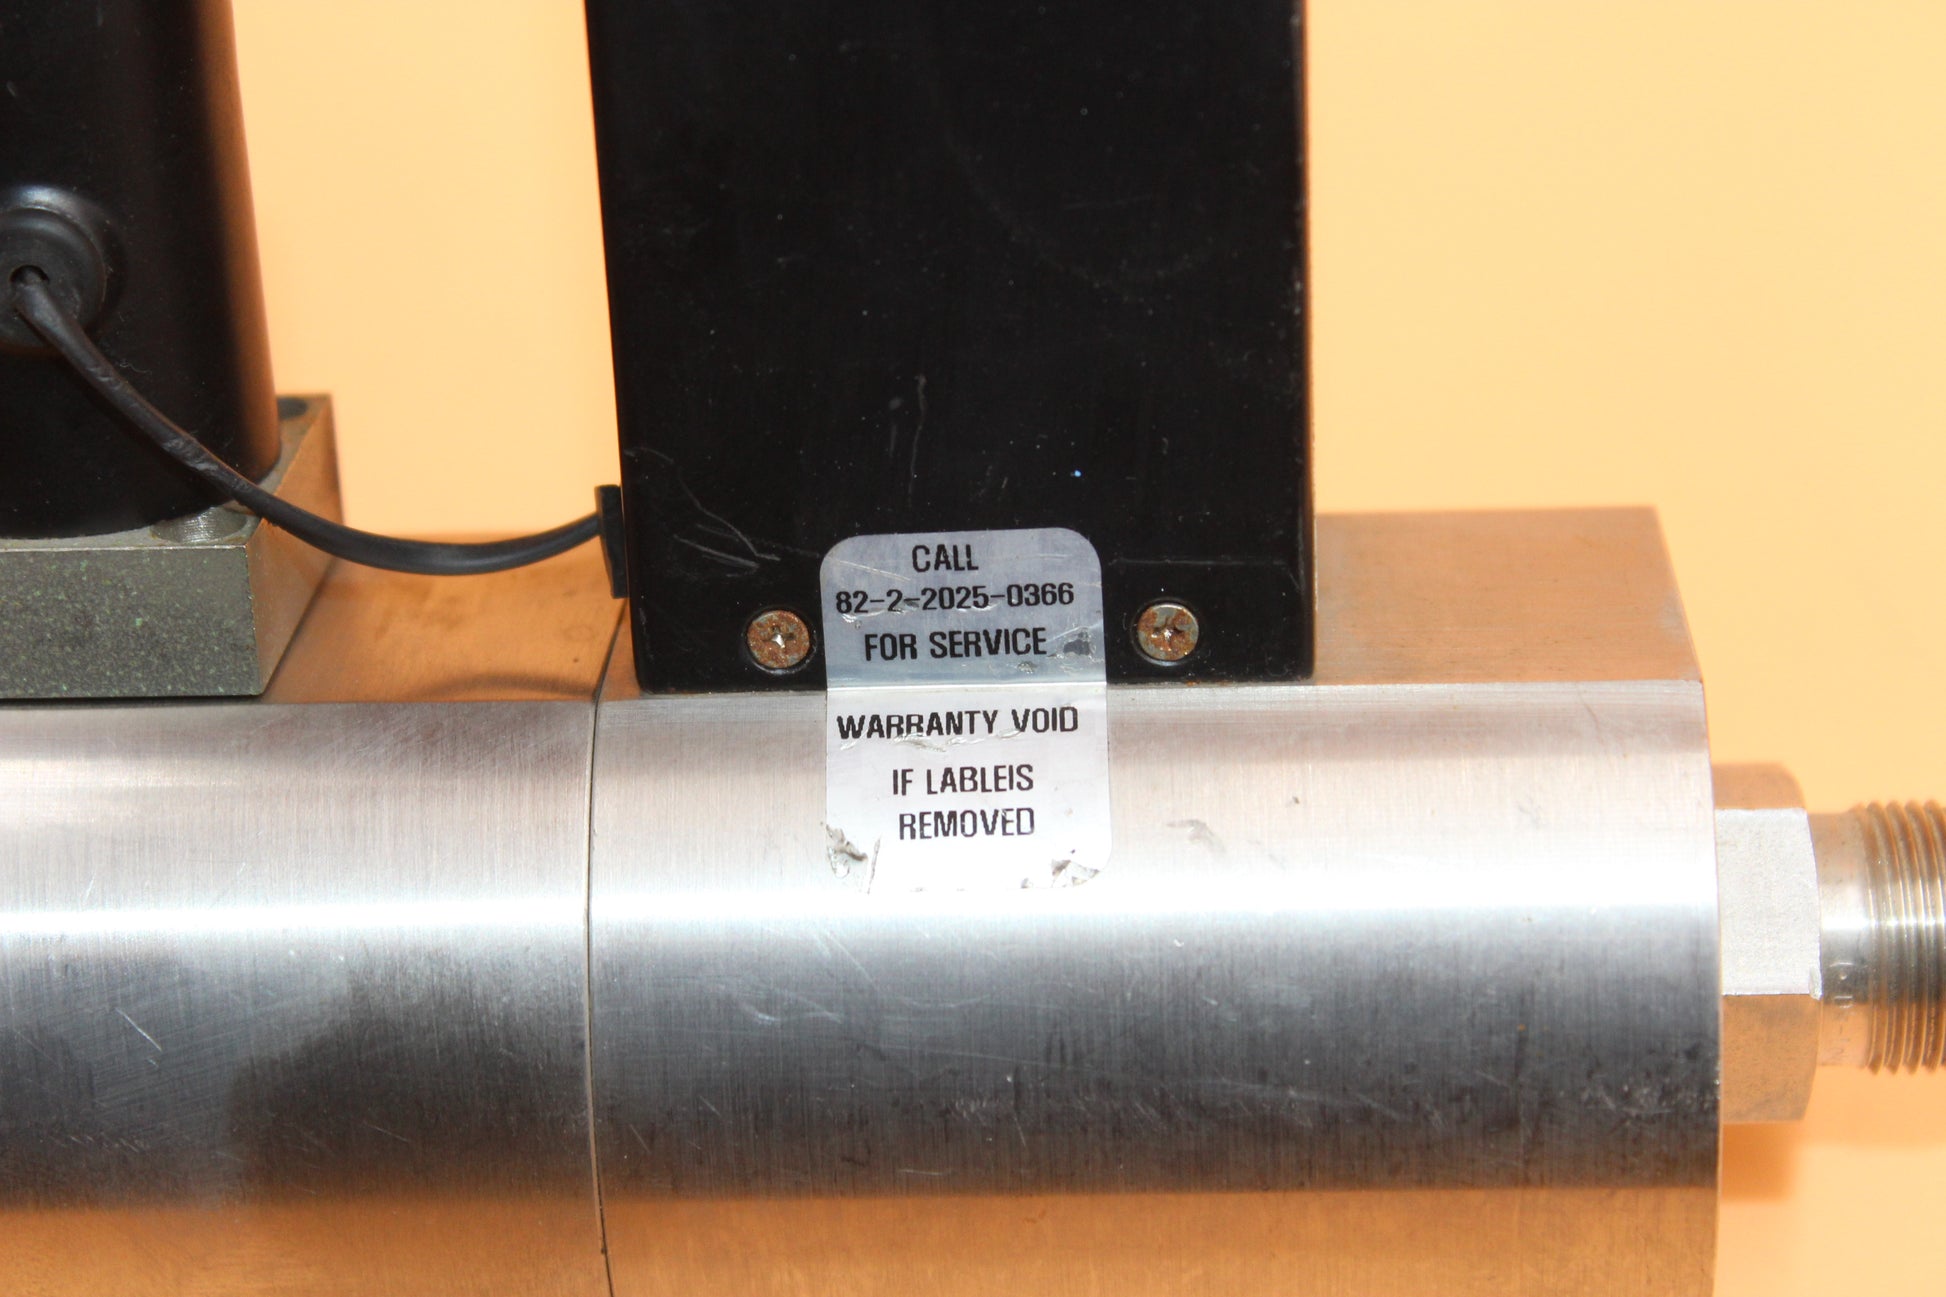 CALL
82-2-2025-0366
FOR SERVICE
WARRANTY VOID
IF LABLEIS
REMOVED